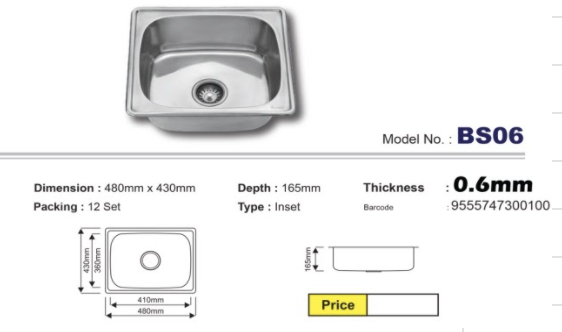 Model No. : BS06
Dimension : 480mm x 430mm
Depth : 165mm
Thickness : 0.6mm
Packing : 12 Set
Type : Inset
Barcode : 9555747300100
430mm
360mm
410mm
480mm
165mm
Price